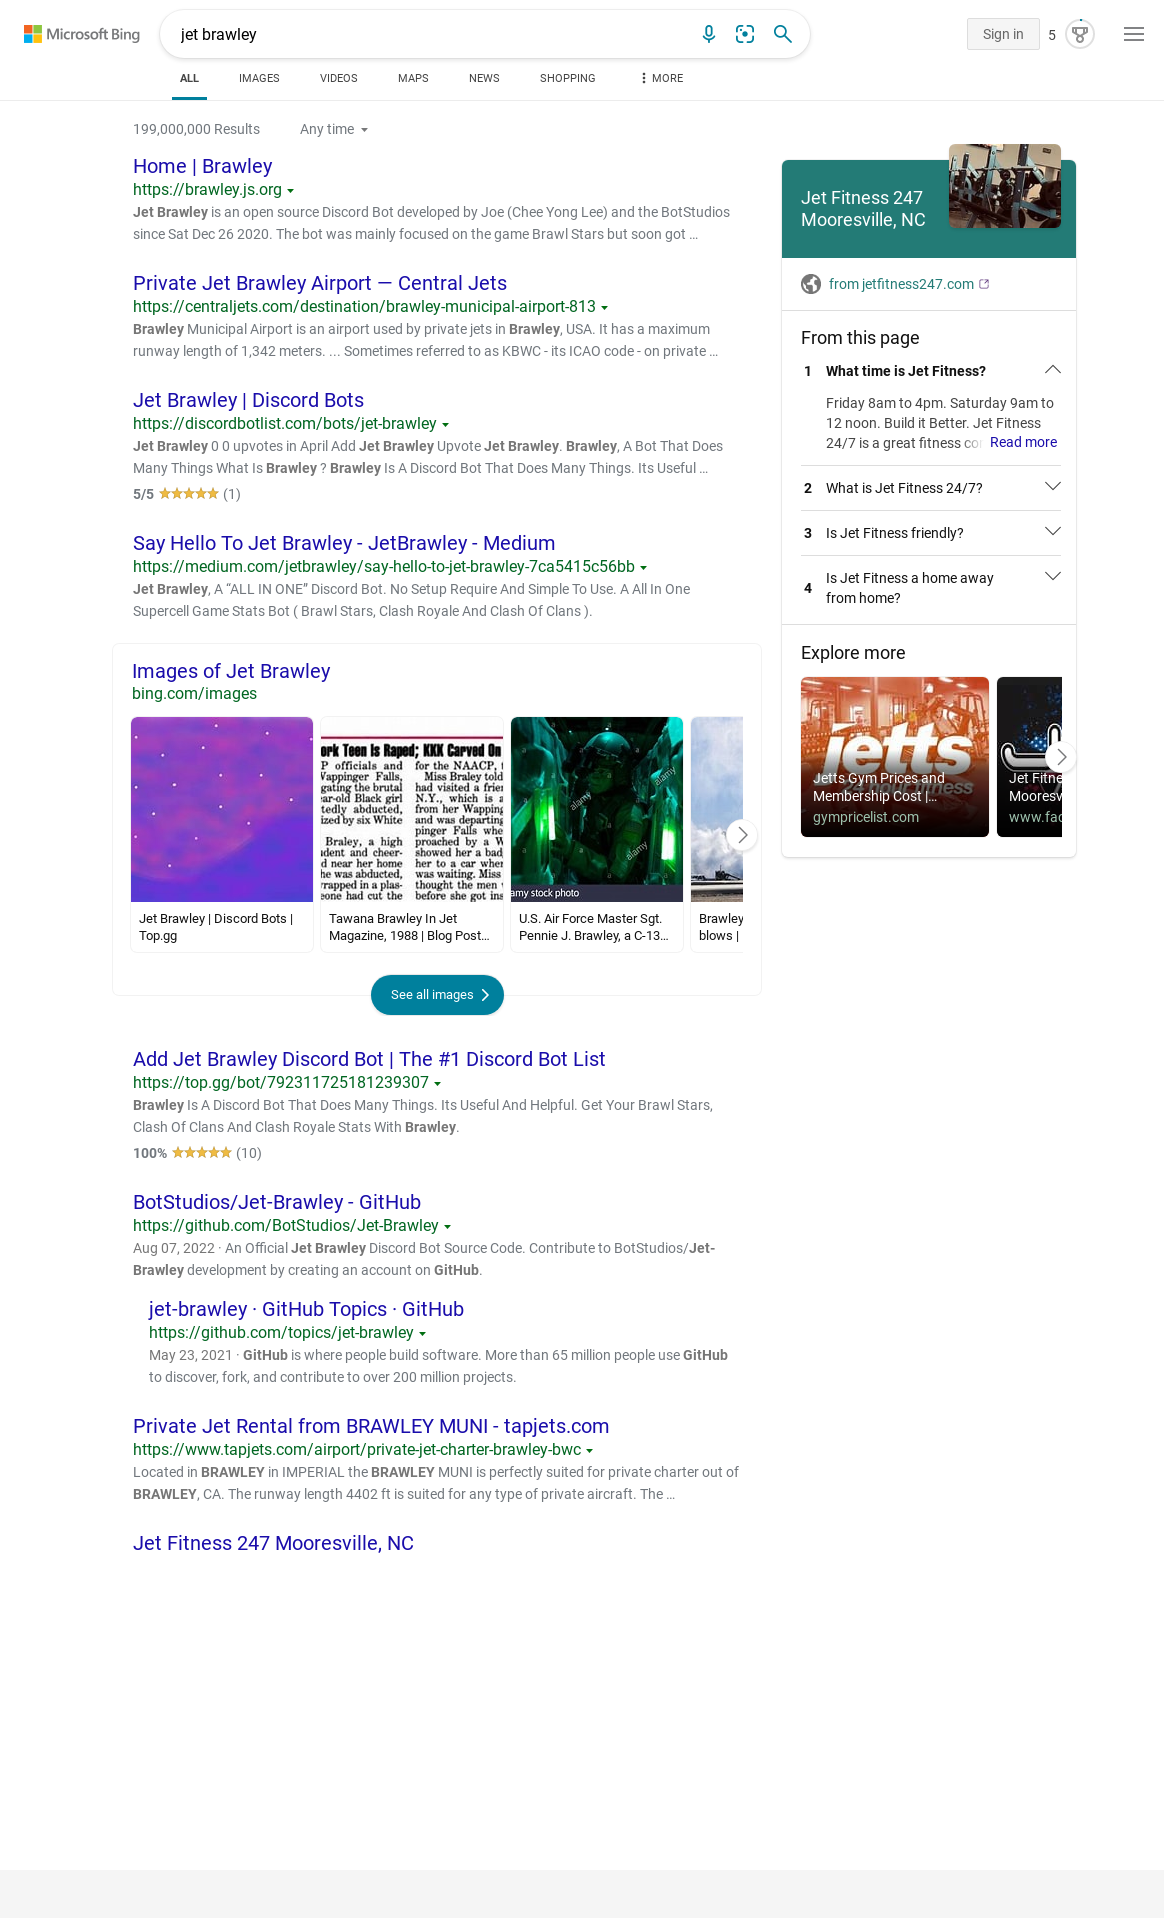 Microsoft Bing
jet brawley
Sign in
5
ALL
IMAGES
VIDEOS
MAPS
NEWS
SHOPPING
MORE
199,000,000 Results
Any time
Home | Brawley
https://brawley.js.org
Jet Brawley is an open source Discord Bot developed by Joe (Chee Yong Lee) and the BotStudios
since Sat Dec 26 2020. The bot was mainly focused on the game Brawl Stars but soon got …
Private Jet Brawley Airport — Central Jets
https://centraljets.com/destination/brawley-municipal-airport-813
Brawley Municipal Airport is an airport used by private jets in Brawley, USA. It has a maximum
runway length of 1,342 meters. ... Sometimes referred to as KBWC - its ICAO code - on private …
Jet Brawley | Discord Bots
https://discordbotlist.com/bots/jet-brawley
Jet Brawley 0 0 upvotes in April Add Jet Brawley Upvote Jet Brawley. Brawley, A Bot That Does
Many Things What Is Brawley ? Brawley Is A Discord Bot That Does Many Things. Its Useful …
5/5 (1)
Say Hello To Jet Brawley - JetBrawley - Medium
https://medium.com/jetbrawley/say-hello-to-jet-brawley-7ca5415c56bb
Jet Brawley, A “ALL IN ONE” Discord Bot. No Setup Require And Simple To Use. A All In One
Supercell Game Stats Bot ( Brawl Stars, Clash Royale And Clash Of Clans ).
Images of Jet Brawley
bing.com/images
ork Teen Is Raped; KKK Carved On
P officials and
Wappinger Falls,
gating the brutal
ear-old Black girl
tedly abducted,
ized by six White
Braley, a high
udent and cheer-
d near her home
he was abducted,
rapped in a plas-
eone had cut the
for the NAACP, t
Miss Braley told
had visited a frien
N.Y., which is a
from her Wapping
and was departing
pinger Falls whe
proached by a W
showed her a bad
her to a car when
was waiting. Miss
thought the men w
before she got ins
alamy
alamy
alamy
amy stock photo
Jet Brawley | Discord Bots |
Top.gg
Tawana Brawley In Jet
Magazine, 1988 | Blog Post…
U.S. Air Force Master Sgt.
Pennie J. Brawley, a C-13…
Brawley
blows |
See all images
Add Jet Brawley Discord Bot | The #1 Discord Bot List
https://top.gg/bot/792311725181239307
Brawley Is A Discord Bot That Does Many Things. Its Useful And Helpful. Get Your Brawl Stars,
Clash Of Clans And Clash Royale Stats With Brawley.
100% (10)
BotStudios/Jet-Brawley - GitHub
https://github.com/BotStudios/Jet-Brawley
Aug 07, 2022 · An Official Jet Brawley Discord Bot Source Code. Contribute to BotStudios/Jet-
Brawley development by creating an account on GitHub.
jet-brawley · GitHub Topics · GitHub
https://github.com/topics/jet-brawley
May 23, 2021 · GitHub is where people build software. More than 65 million people use GitHub
to discover, fork, and contribute to over 200 million projects.
Private Jet Rental from BRAWLEY MUNI - tapjets.com
https://www.tapjets.com/airport/private-jet-charter-brawley-bwc
Located in BRAWLEY in IMPERIAL the BRAWLEY MUNI is perfectly suited for private charter out of
BRAWLEY, CA. The runway length 4402 ft is suited for any type of private aircraft. The …
Jet Fitness 247 Mooresville, NC
Jet Fitness 247
Mooresville, NC
from jetfitness247.com
From this page
1 What time is Jet Fitness?
Friday 8am to 4pm. Saturday 9am to
12 noon. Build it Better. Jet Fitness
24/7 is a great fitness co Read more
2 What is Jet Fitness 24/7?
3 Is Jet Fitness friendly?
4 Is Jet Fitness a home away
from home?
Explore more
jetts
24 hour fitness
Jetts Gym Prices and
Membership Cost |…
gympricelist.com
Jet Fitne
Mooresv
www.fac